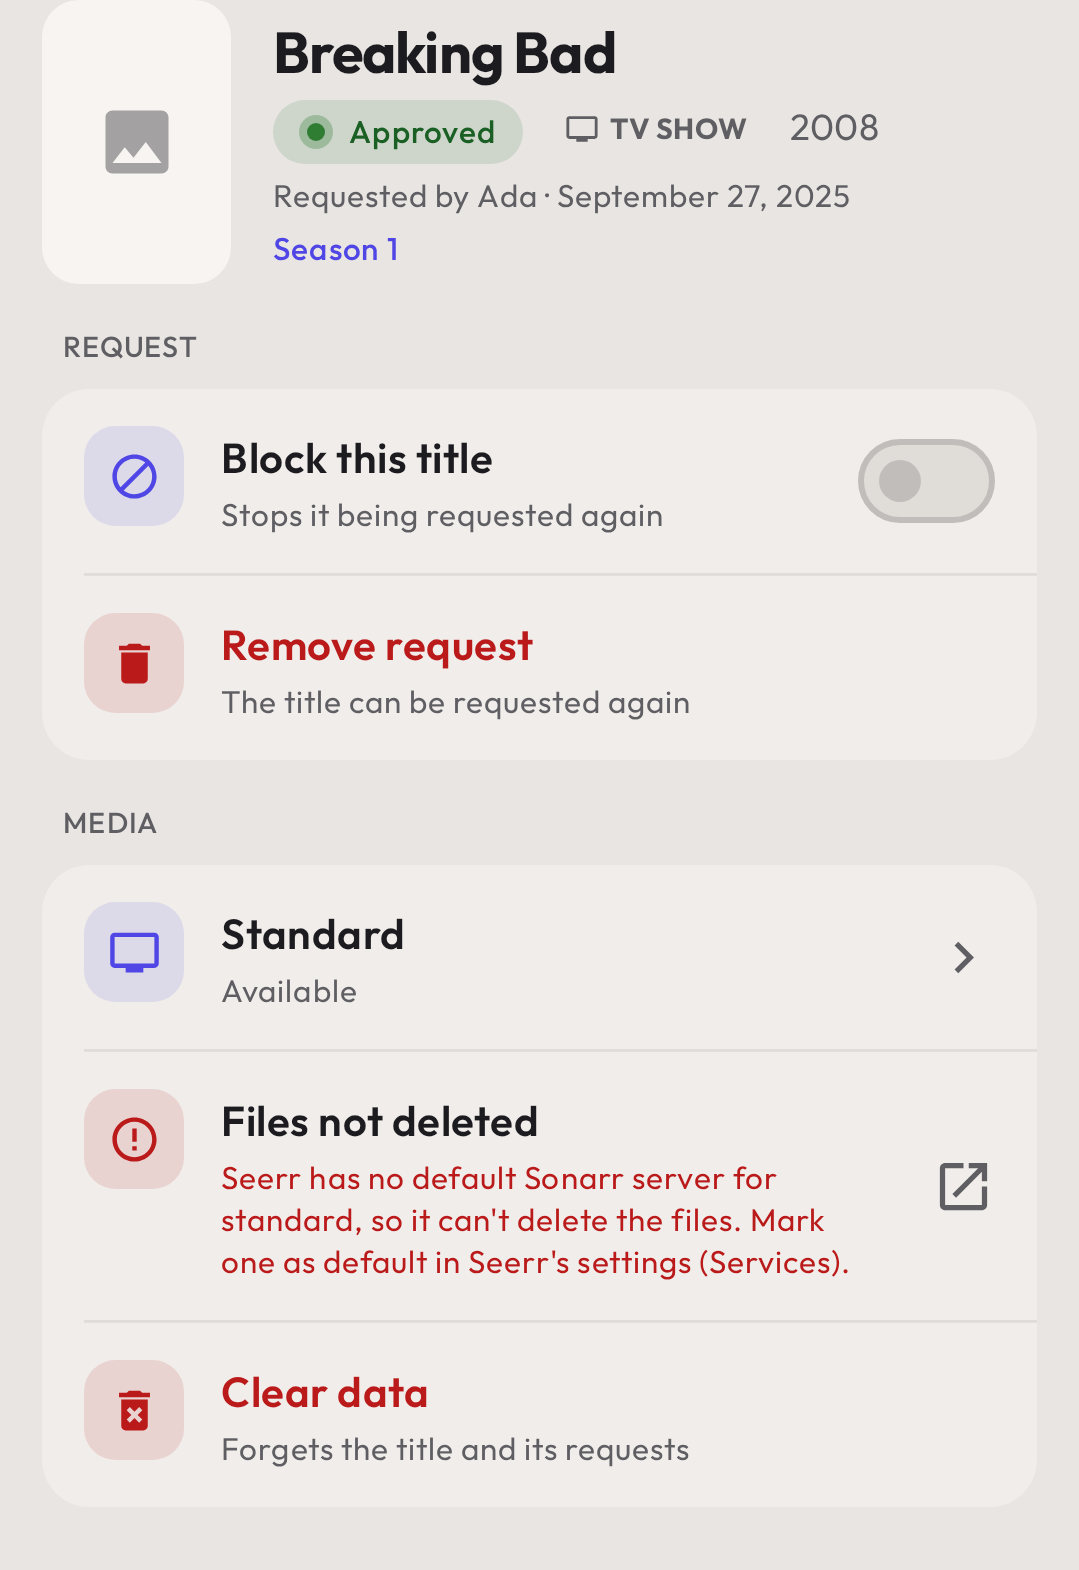 Breaking Bad
Approved
TV SHOW
2008
Requested by Ada · September 27, 2025
Season 1
REQUEST
Block this title
Stops it being requested again
Remove request
The title can be requested again
MEDIA
Standard
Available
Files not deleted
Seerr has no default Sonarr server for
standard, so it can't delete the files. Mark
one as default in Seerr's settings (Services).
Clear data
Forgets the title and its requests